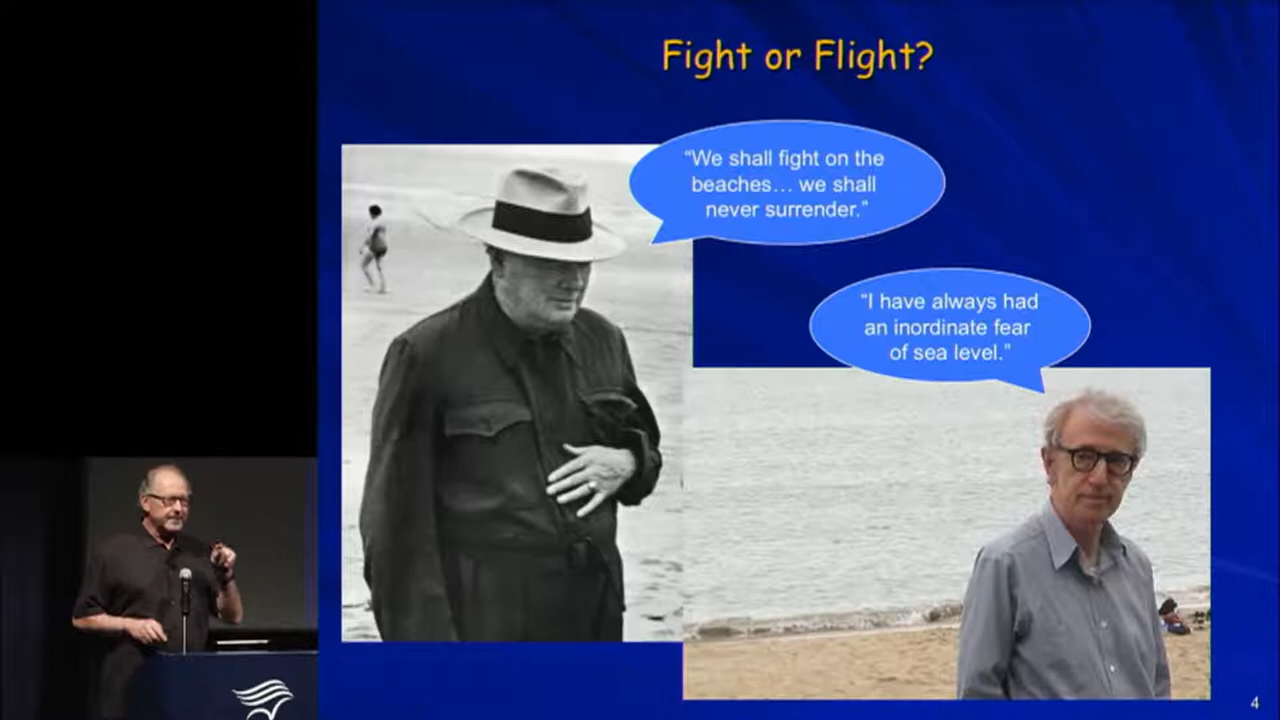 Fight or Flight?
“We shall fight on the
beaches... we shall
never surrender.”
“I have always had
an inordinate fear
of sea level.”
4